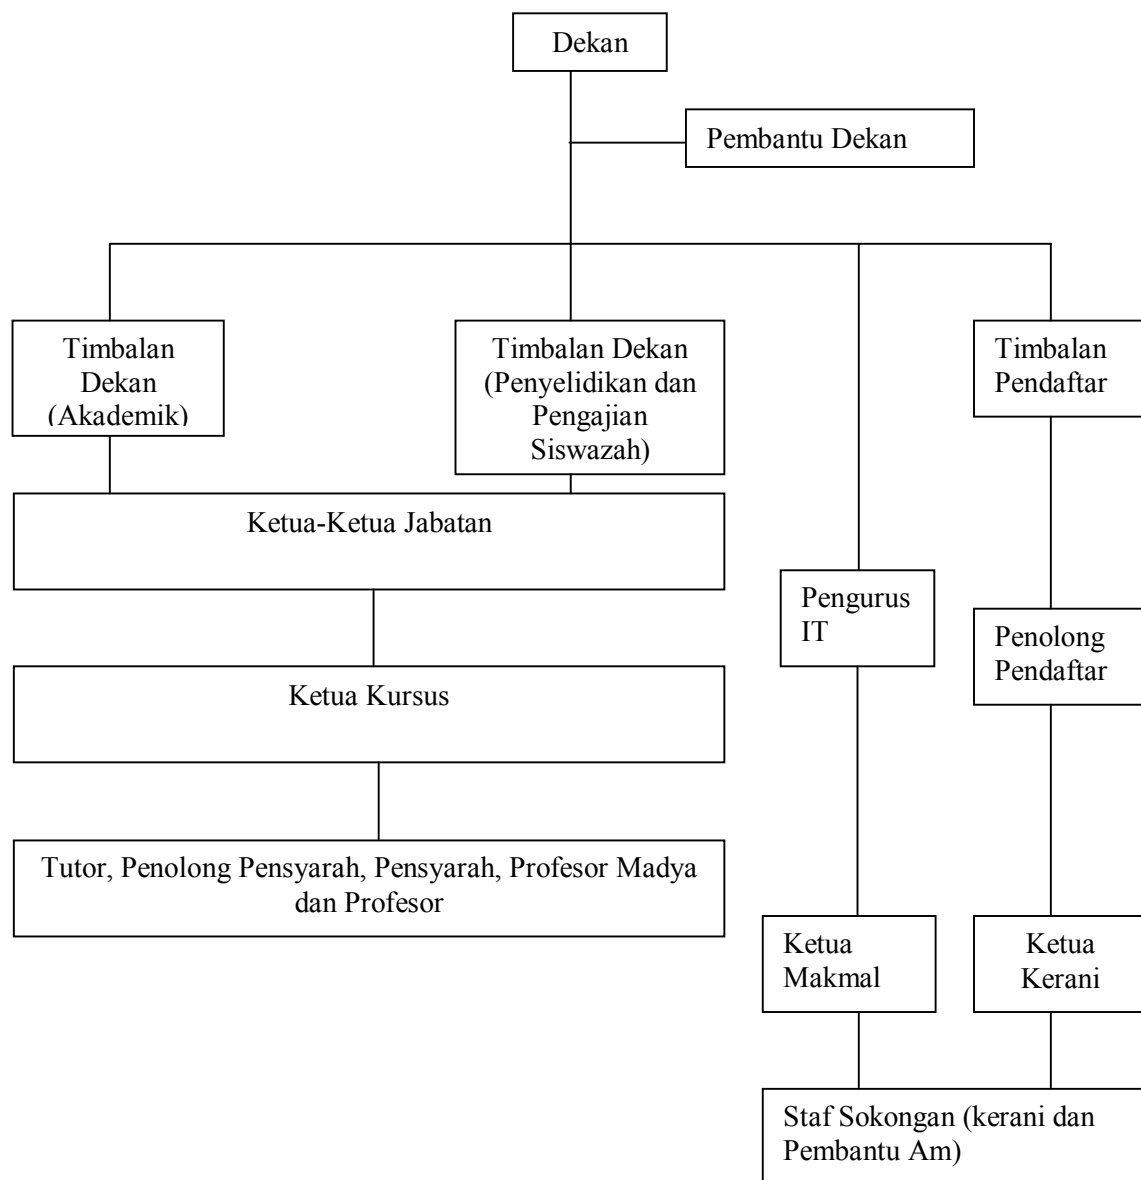 Dekan
Pembantu Dekan
Timbalan
Dekan
(Akademik)
Timbalan Dekan
(Penyelidikan dan
Pengajian
Siswazah)
Timbalan
Pendaftar
Ketua-Ketua Jabatan
Pengurus
IT
Penolong
Pendaftar
Ketua Kursus
Tutor, Penolong Pensyarah, Pensyarah, Profesor Madya
dan Profesor
Ketua
Makmal
Ketua
Kerani
Staf Sokongan (kerani dan
Pembantu Am)